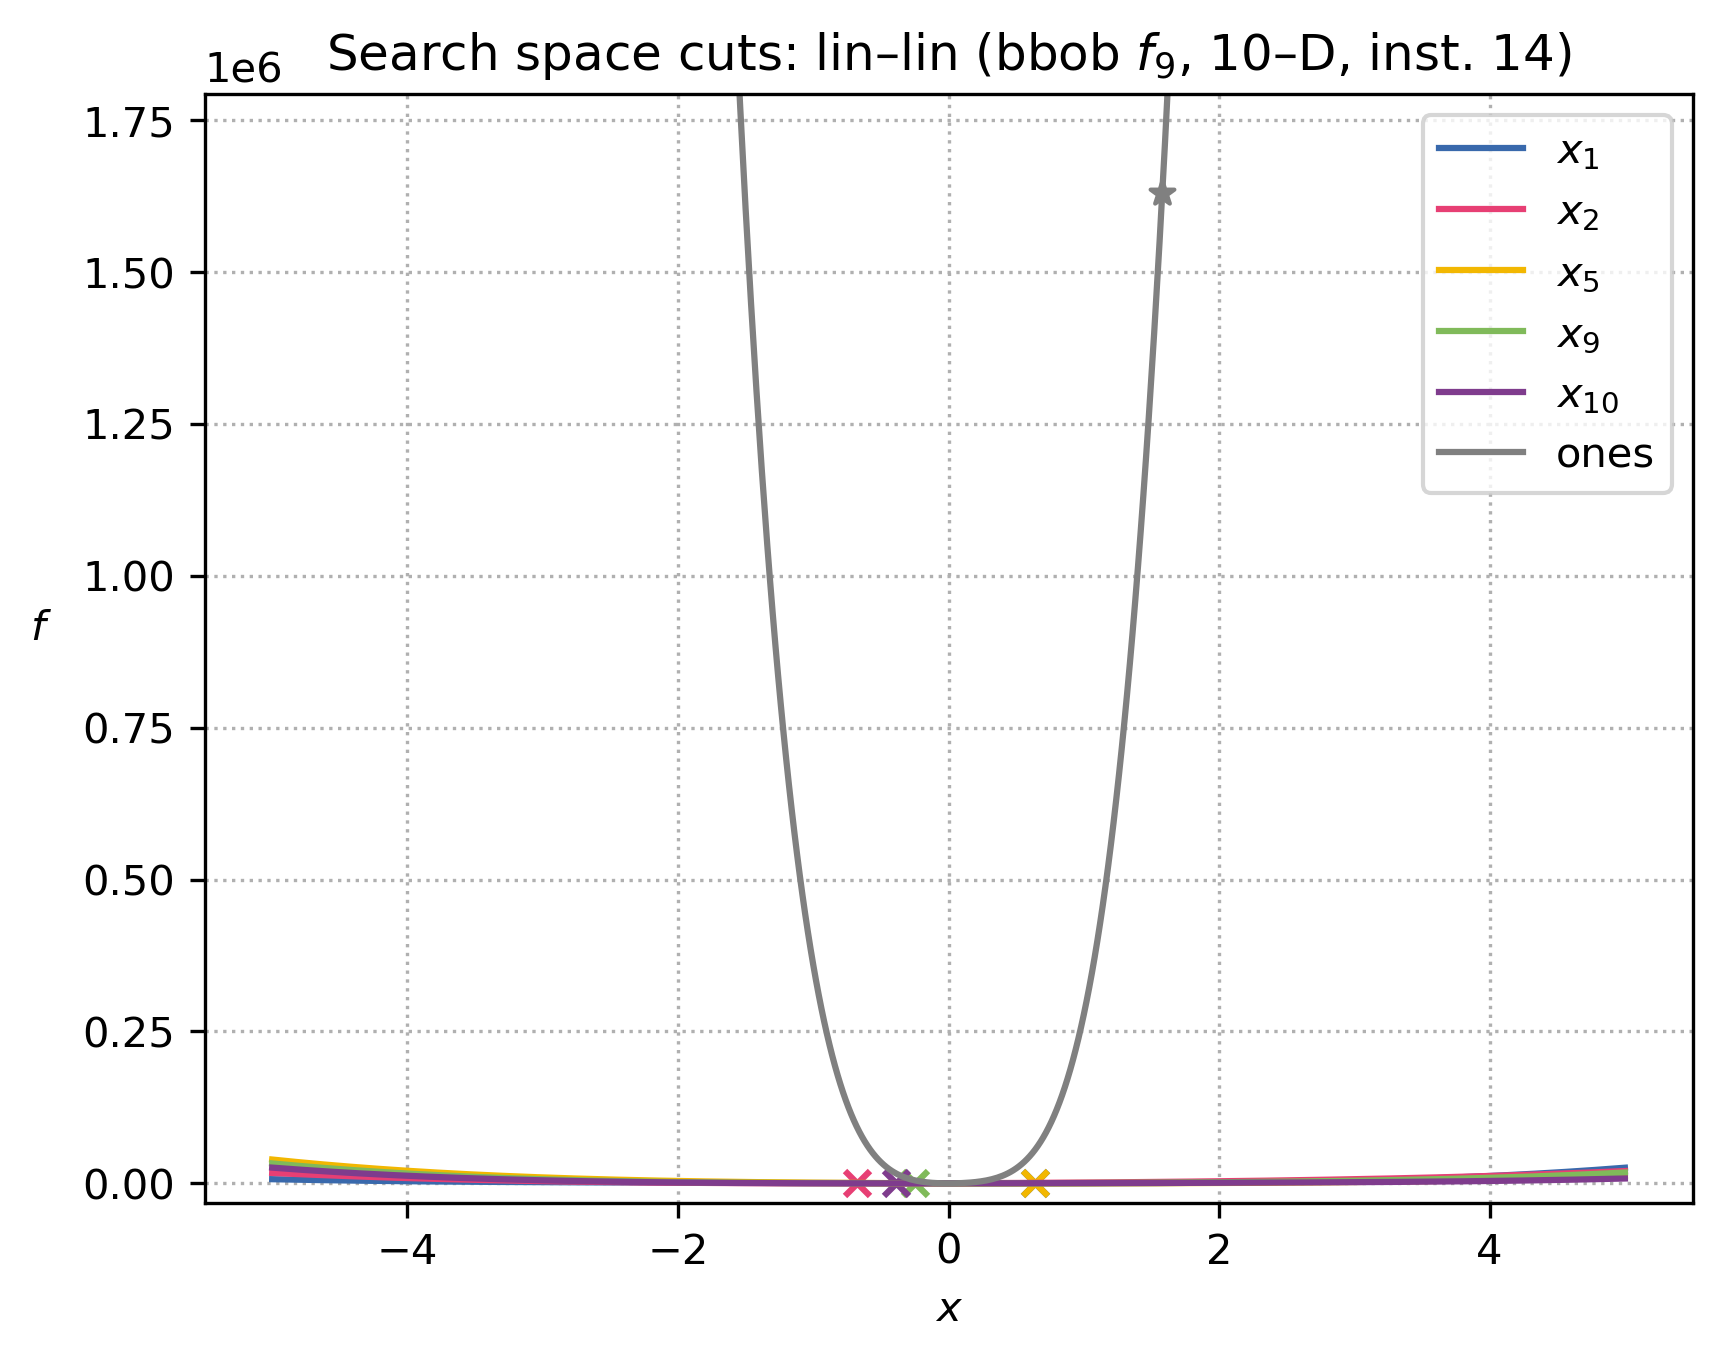 Search space cuts: lin–lin (bbob f₉, 10–D, inst. 14)
1e6
1.75
1.50
1.25
1.00
0.75
0.50
0.25
0.00
f
−4
−2
0
2
4
x
x₁
x₂
x₅
x₉
x₁₀
ones